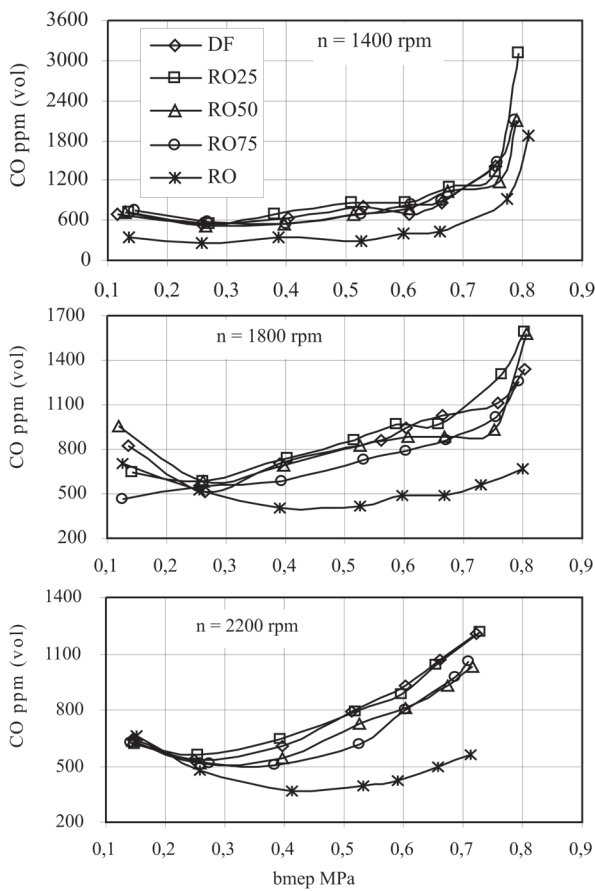 3600
3000
2400
1800
1200
600
0
CO ppm (vol)
DF
RO25
RO50
RO75
RO
n = 1400 rpm
0,1 0,2 0,3 0,4 0,5 0,6 0,7 0,8 0,9
1700
1400
1100
800
500
200
CO ppm (vol)
n = 1800 rpm
0,1 0,2 0,3 0,4 0,5 0,6 0,7 0,8 0,9
1400
1100
800
500
200
CO ppm (vol)
n = 2200 rpm
0,1 0,2 0,3 0,4 0,5 0,6 0,7 0,8 0,9
bmep MPa